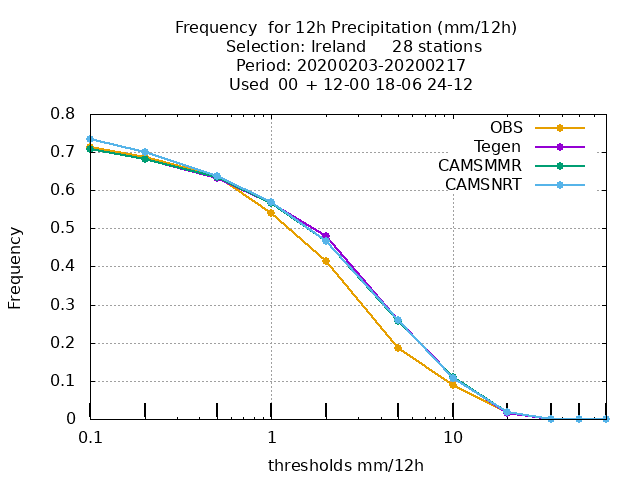 Frequency  for 12h Precipitation (mm/12h)
Selection: Ireland     28 stations
Period: 20200203-20200217
Used  00 + 12-00 18-06 24-12
OBS
Tegen
CAMSMMR
CAMSNRT
0.8
0.7
0.6
0.5
0.4
0.3
0.2
0.1
0
Frequency
0.1 1 10
thresholds mm/12h